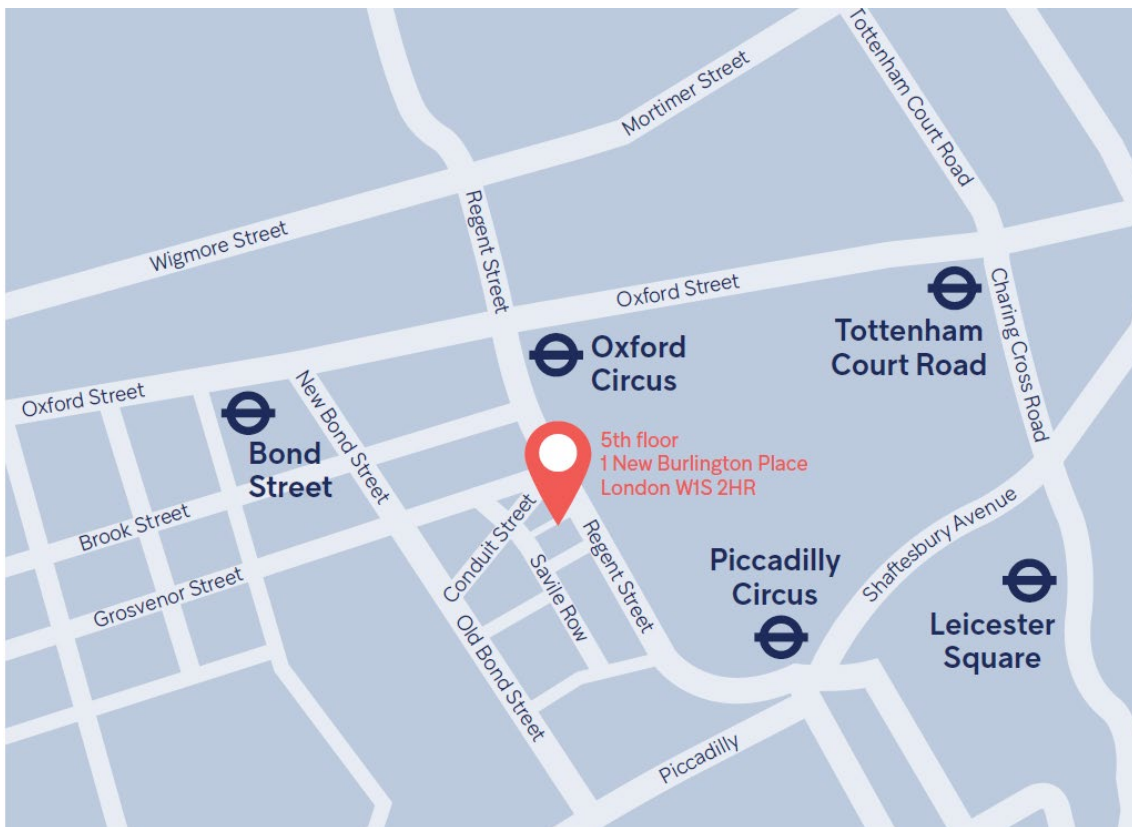 Tottenham Court Road
Mortimer Street
Wigmore Street
Regent Street
Oxford Street
Charing Cross Road
Tottenham
Court Road
Oxford
Circus
Oxford Street
New Bond Street
Bond
Street
5th floor
1 New Burlington Place
London W1S 2HR
Brook Street
Conduit Street
Regent Street
Shaftesbury Avenue
Grosvenor Street
Savile Row
Piccadilly
Circus
Leicester
Square
Old Bond Street
Piccadilly